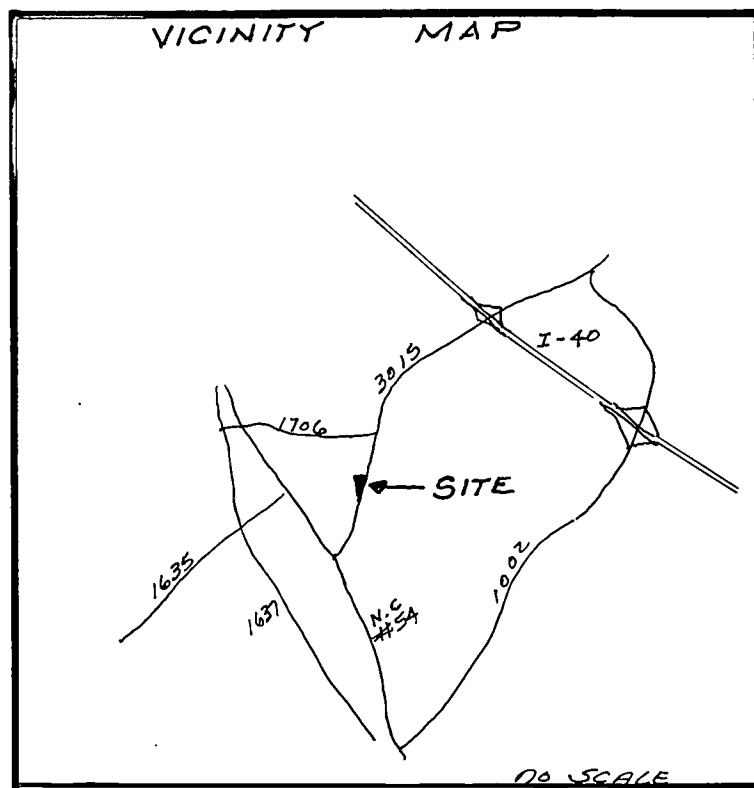 VICINITY MAP
I-40
3015
1706
SITE
1635
1637
N.C
#54
1002
NO SCALE